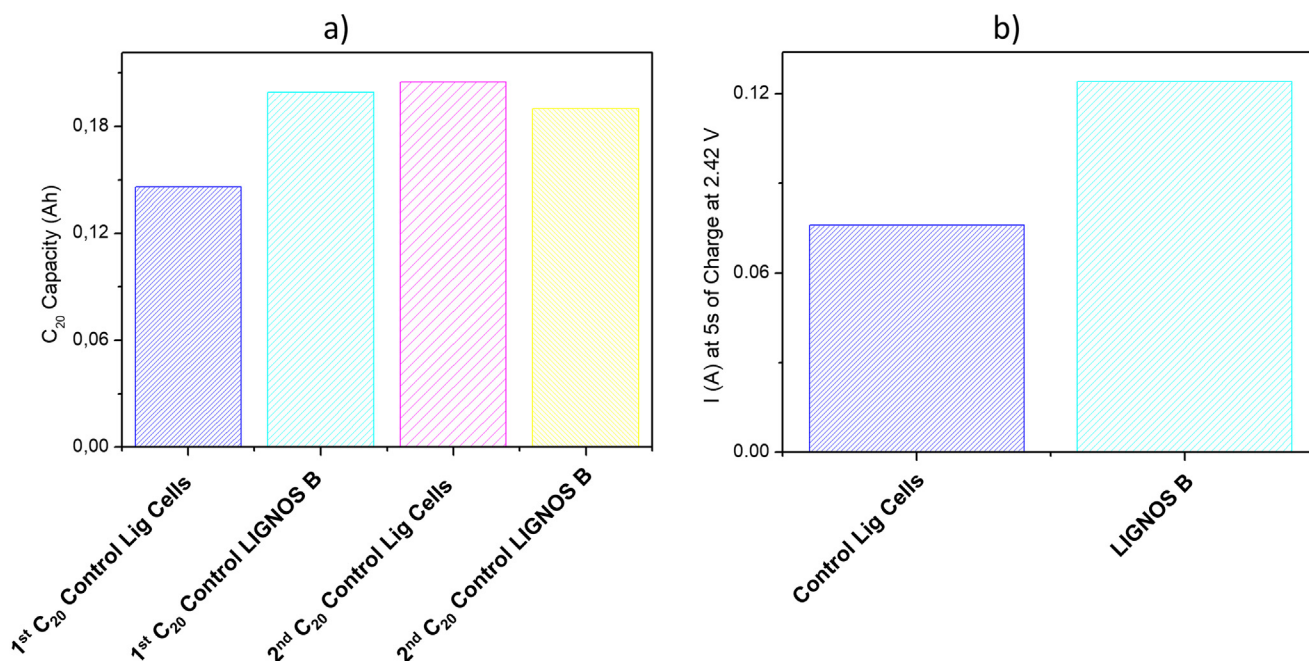 a)
C₂₀ Capacity (Ah)
0,18
0,12
0,06
0,00
1ˢᵗ C₂₀ Control Lig Cells
1ˢᵗ C₂₀ Control LIGNOS B
2ⁿᵈ C₂₀ Control Lig Cells
2ⁿᵈ C₂₀ Control LIGNOS B
b)
I (A) at 5s of Charge at 2.42 V
0.12
0.06
0.00
Control Lig Cells
LIGNOS B